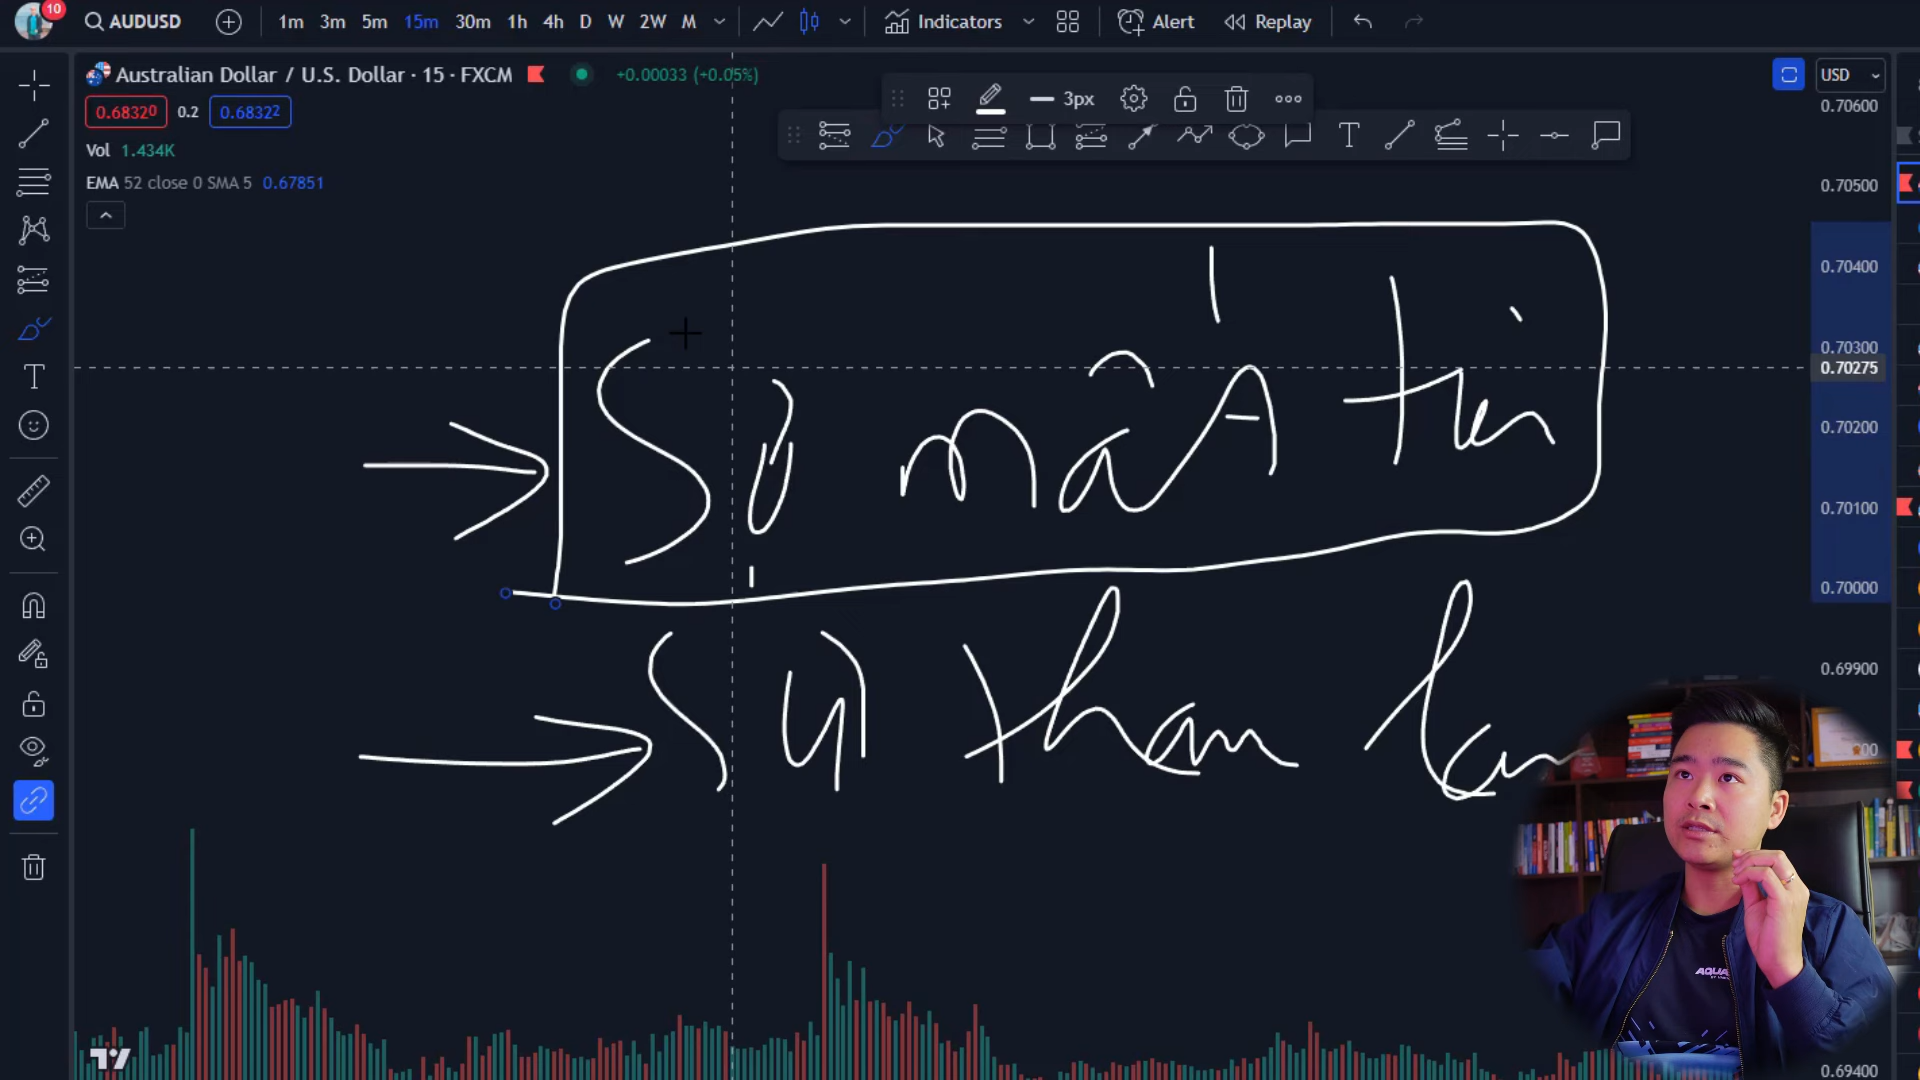 10
AUDUSD 1m 3m 5m 15m 30m 1h 4h D W 2W M Indicators Alert Replay
Australian Dollar / U.S. Dollar · 15 · FXCM +0.00033 (+0.05%)
3px
USD
0.68320 0.2 0.68322
Vol 1.434K
EMA 52 close 0 SMA 5 0.67851
T
T
0.70600
0.70500
0.70400
0.70300
0.70275
0.70200
0.70100
0.70000
0.69900
0.69400
Sợ mất tiền
Sự tham lam
AQUA